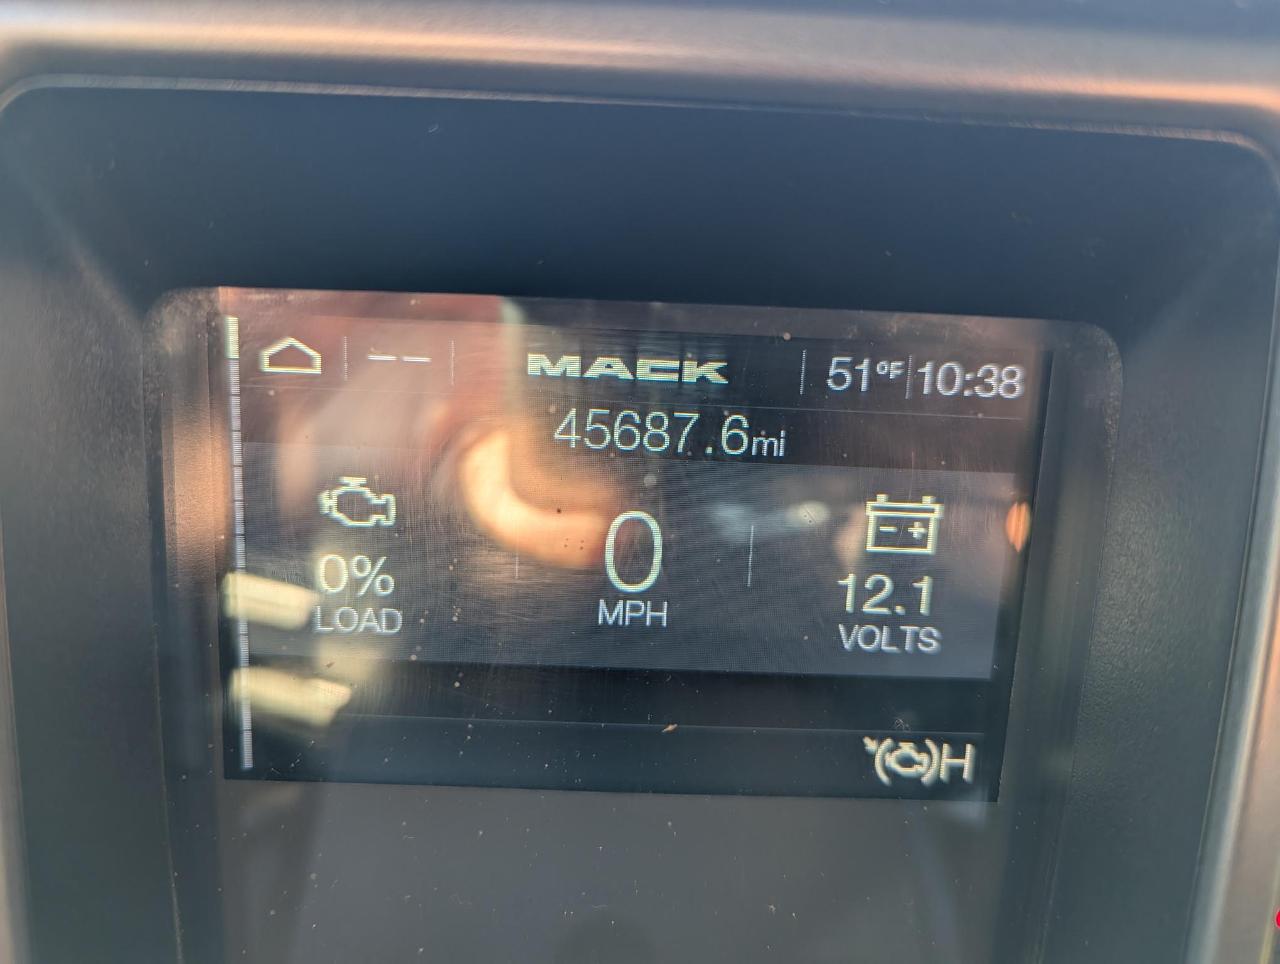 -- MACK 51°F 10:38
45687.6mi
0% LOAD
0 MPH
12.1 VOLTS
H